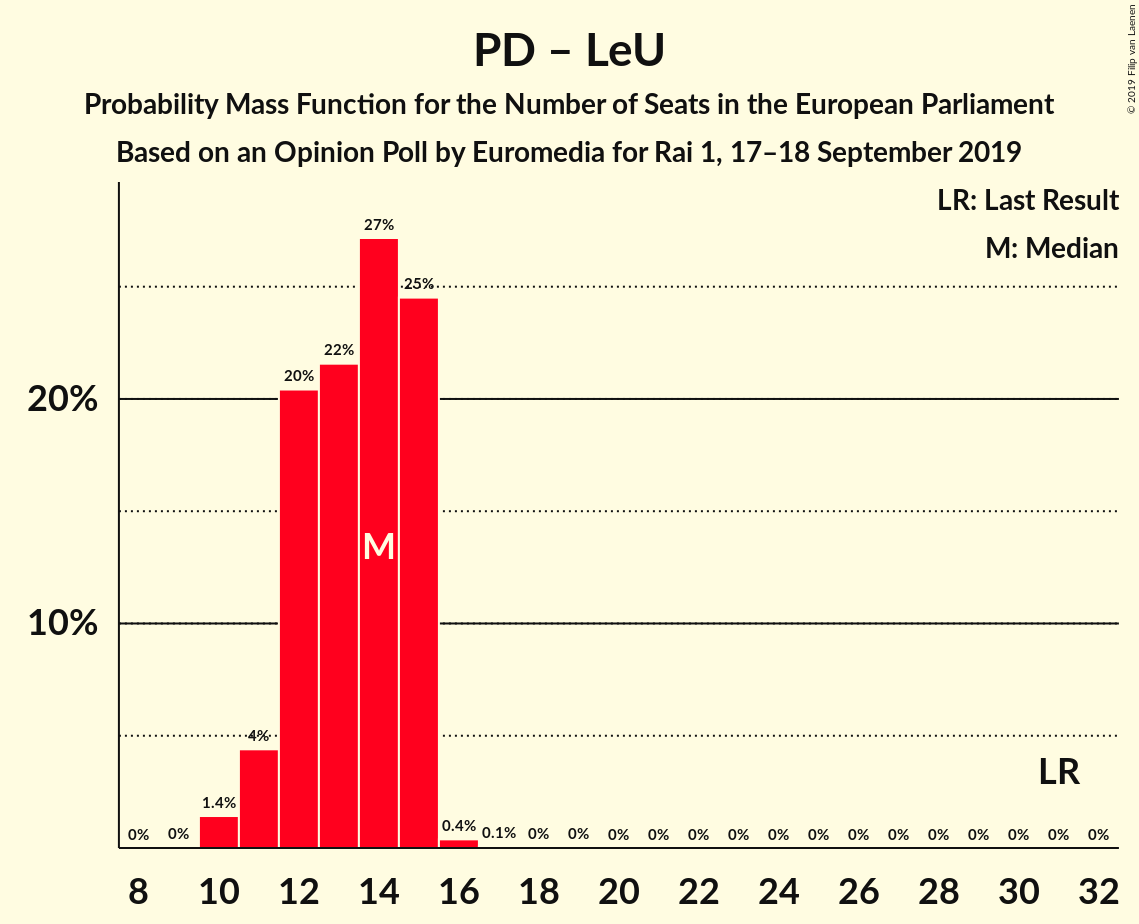 © 2019 Filip van Laenen
PD – LeU
Probability Mass Function for the Number of Seats in the European Parliament
Based on an Opinion Poll by Euromedia for Rai 1, 17–18 September 2019
LR: Last Result
M: Median
27%
25%
22%
20%
20%
M
10%
4%
LR
1.4%
0% 0% 0.4% 0.1% 0% 0% 0% 0% 0% 0% 0% 0% 0% 0% 0% 0% 0% 0% 0%
8 10 12 14 16 18 20 22 24 26 28 30 32